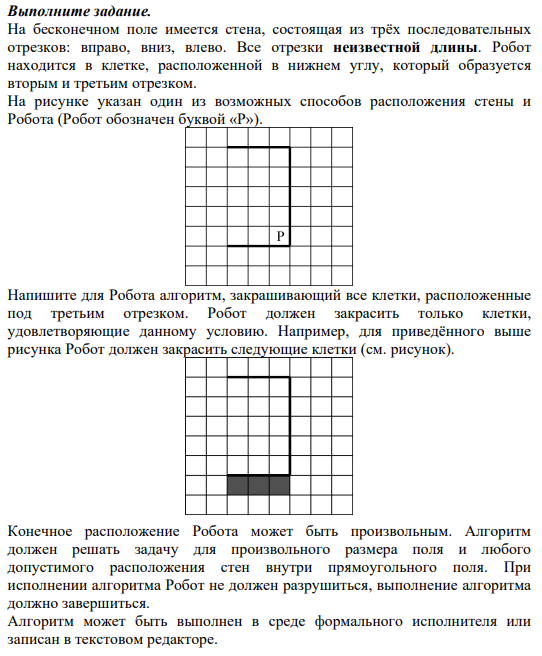 Выполните задание.
На бесконечном поле имеется стена, состоящая из трёх последовательных
отрезков: вправо, вниз, влево. Все отрезки неизвестной длины. Робот
находится в клетке, расположенной в нижнем углу, который образуется
вторым и третьим отрезком.
На рисунке указан один из возможных способов расположения стены и
Робота (Робот обозначен буквой «Р»).
Р
Напишите для Робота алгоритм, закрашивающий все клетки, расположенные
под третьим отрезком. Робот должен закрасить только клетки,
удовлетворяющие данному условию. Например, для приведённого выше
рисунка Робот должен закрасить следующие клетки (см. рисунок).
Конечное расположение Робота может быть произвольным. Алгоритм
должен решать задачу для произвольного размера поля и любого
допустимого расположения стен внутри прямоугольного поля. При
исполнении алгоритма Робот не должен разрушиться, выполнение алгоритма
должно завершиться.
Алгоритм может быть выполнен в среде формального исполнителя или
записан в текстовом редакторе.